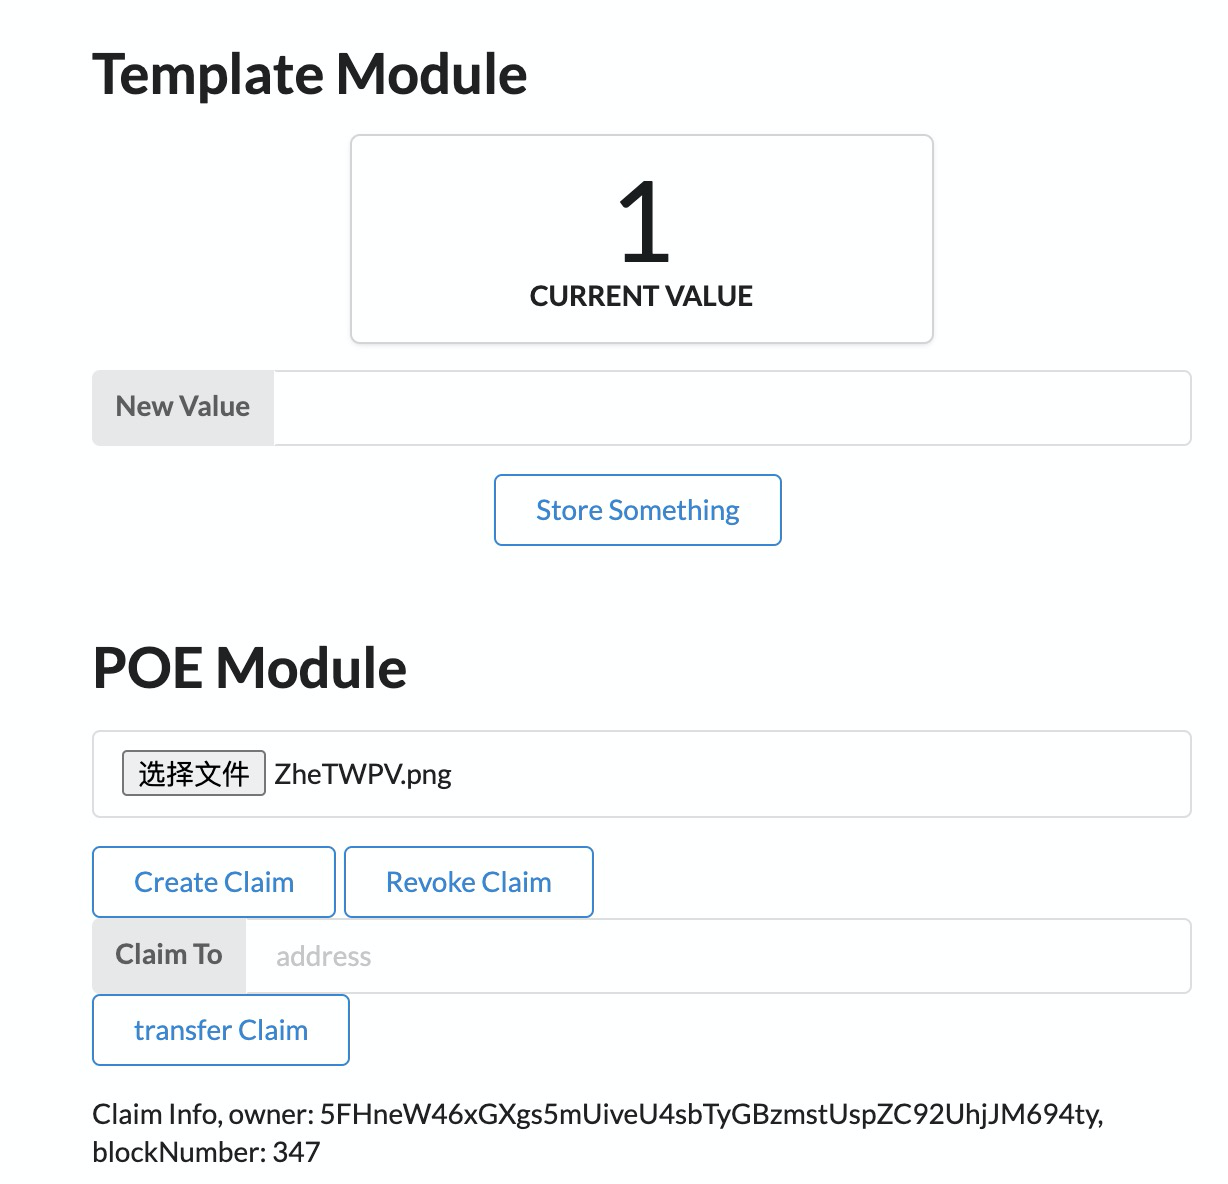 Template Module
1
CURRENT VALUE
New Value
Store Something
POE Module
选择文件 ZheTWPV.png
Create Claim Revoke Claim
Claim To address
transfer Claim
Claim Info, owner: 5FHneW46xGXgs5mUiveU4sbTyGBzmstUspZC92UhjJM694ty,
blockNumber: 347